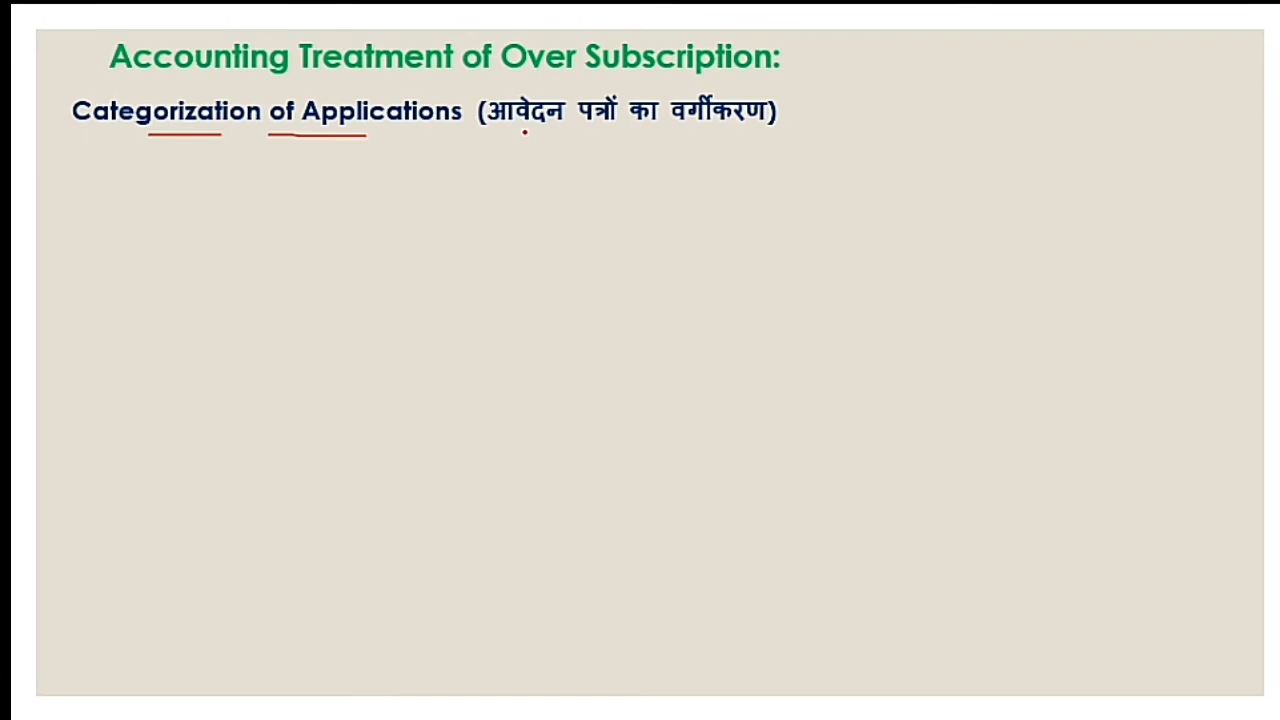 Accounting Treatment of Over Subscription:
Categorization of Applications (आवेदन पत्रों का वर्गीकरण)